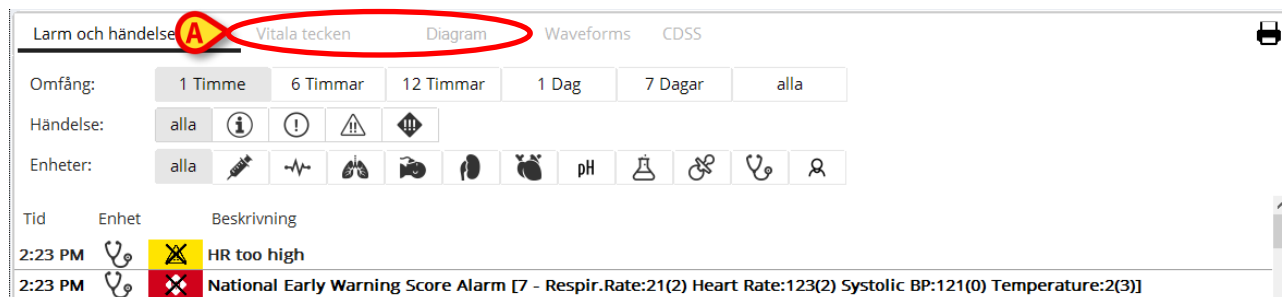 Larm och händelse A Vitala tecken Diagram Waveforms CDSS
Omfång: 1 Timme 6 Timmar 12 Timmar 1 Dag 7 Dagar alla
Händelse: alla
Enheter: alla pH
Tid Enhet Beskrivning
2:23 PM HR too high
2:23 PM National Early Warning Score Alarm [7 - Respir.Rate:21(2) Heart Rate:123(2) Systolic BP:121(0) Temperature:2(3)]